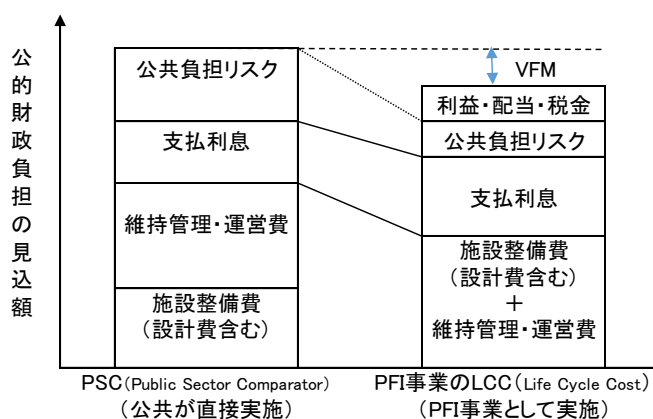 公的財政負担の見込額
公共負担リスク
支払利息
維持管理・運営費
施設整備費
(設計費含む)
VFM
利益・配当・税金
公共負担リスク
支払利息
施設整備費
(設計費含む)
＋
維持管理・運営費
PSC(Public Sector Comparator)
(公共が直接実施)
PFI事業のLCC(Life Cycle Cost)
(PFI事業として実施)